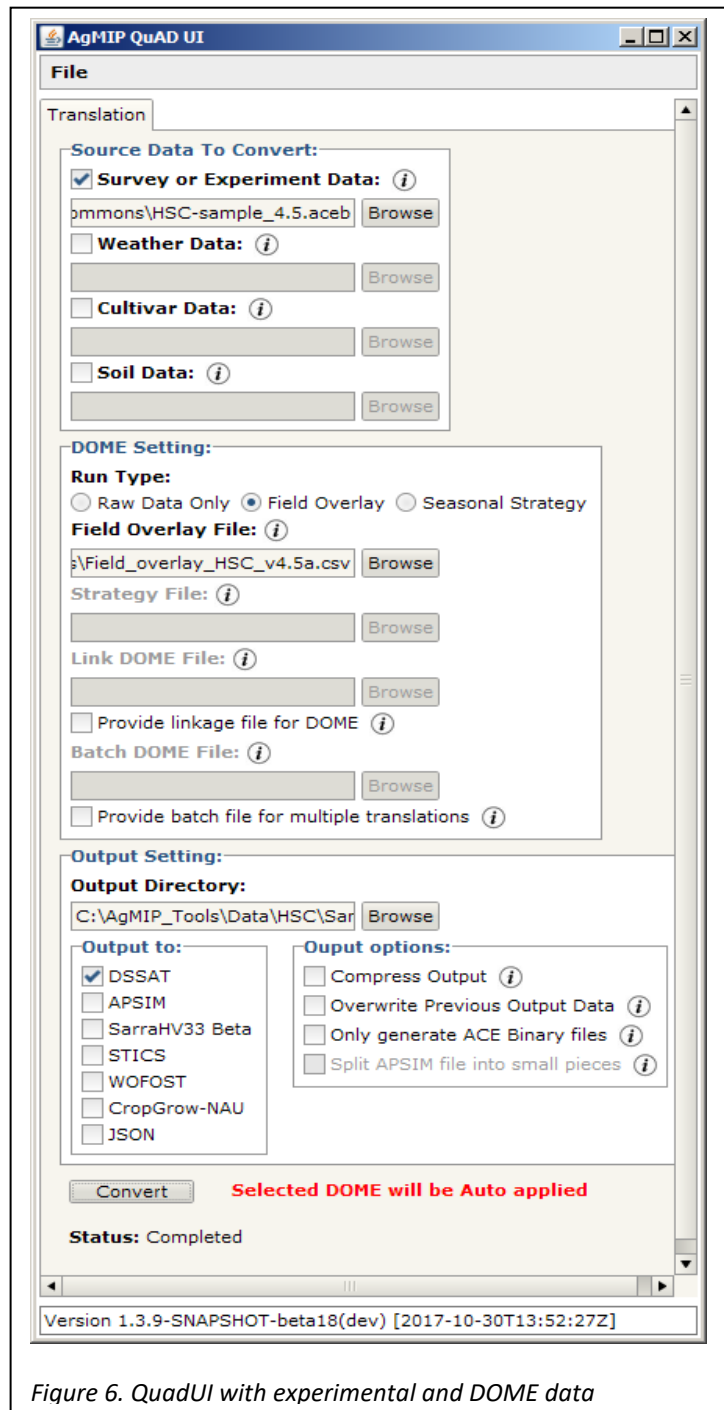 AgMIP QuAD UI
File
Translation
Source Data To Convert:
Survey or Experiment Data: i
ommons\HSC-sample_4.5.aceb Browse
Weather Data: i
Browse
Cultivar Data: i
Browse
Soil Data: i
Browse
DOME Setting:
Run Type:
Raw Data Only Field Overlay Seasonal Strategy
Field Overlay File: i
s\Field_overlay_HSC_v4.5a.csv Browse
Strategy File: i
Browse
Link DOME File: i
Browse
Provide linkage file for DOME i
Batch DOME File: i
Browse
Provide batch file for multiple translations i
Output Setting:
Output Directory:
C:\AgMIP_Tools\Data\HSC\Sar Browse
Output to:
DSSAT
APSIM
SarraHV33 Beta
STICS
WOFOST
CropGrow-NAU
JSON
Ouput options:
Compress Output i
Overwrite Previous Output Data i
Only generate ACE Binary files i
Split APSIM file into small pieces i
Convert Selected DOME will be Auto applied
Status: Completed
Version 1.3.9-SNAPSHOT-beta18(dev) [2017-10-30T13:52:27Z]
Figure 6. QuadUI with experimental and DOME data